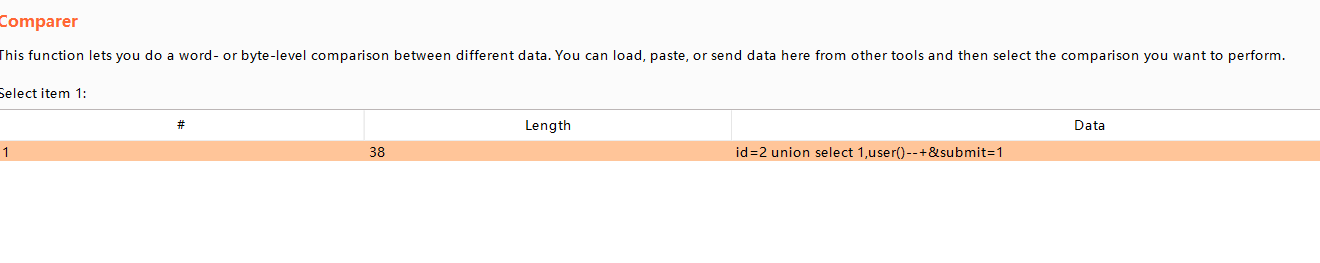 Comparer
This function lets you do a word- or byte-level comparison between different data. You can load, paste, or send data here from other tools and then select the comparison you want to perform.
Select item 1:
# Length Data
1 38 id=2 union select 1,user()--+&submit=1